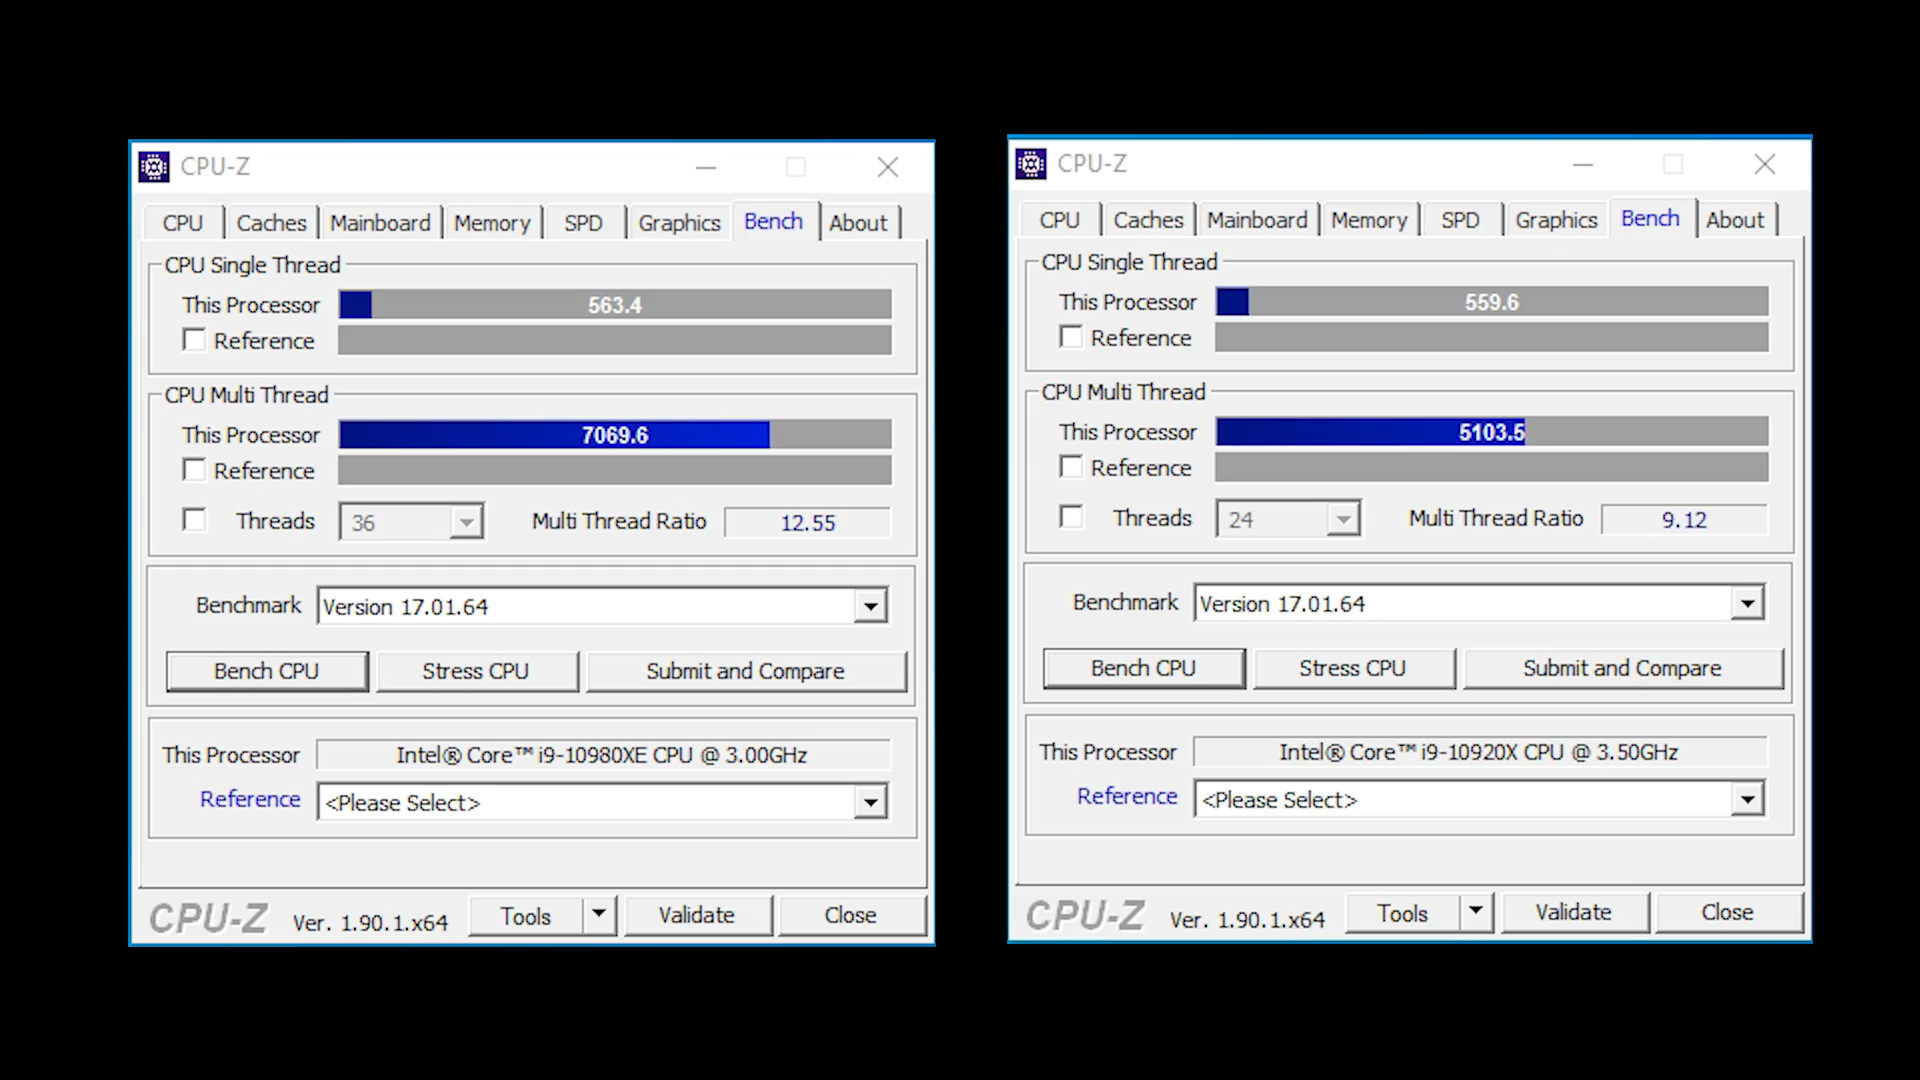 CPU-Z
CPU Caches Mainboard Memory SPD Graphics Bench About
CPU Single Thread
This Processor 563.4
Reference
CPU Multi Thread
This Processor 7069.6
Reference
Threads 36 Multi Thread Ratio 12.55
Benchmark Version 17.01.64
Bench CPU Stress CPU Submit and Compare
This Processor Intel® Core™ i9-10980XE CPU @ 3.00GHz
Reference <Please Select>
CPU-Z Ver. 1.90.1.x64 Tools Validate Close
CPU-Z
CPU Caches Mainboard Memory SPD Graphics Bench About
CPU Single Thread
This Processor 559.6
Reference
CPU Multi Thread
This Processor 5103.5
Reference
Threads 24 Multi Thread Ratio 9.12
Benchmark Version 17.01.64
Bench CPU Stress CPU Submit and Compare
This Processor Intel® Core™ i9-10920X CPU @ 3.50GHz
Reference <Please Select>
CPU-Z Ver. 1.90.1.x64 Tools Validate Close